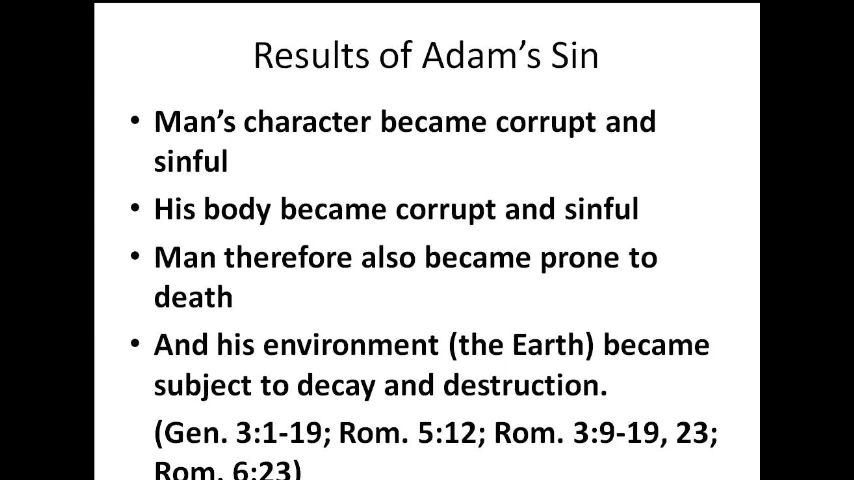 Results of Adam’s Sin
• Man’s character became corrupt and
sinful
• His body became corrupt and sinful
• Man therefore also became prone to
death
• And his environment (the Earth) became
subject to decay and destruction.
(Gen. 3:1-19; Rom. 5:12; Rom. 3:9-19, 23;
Rom. 6:23)